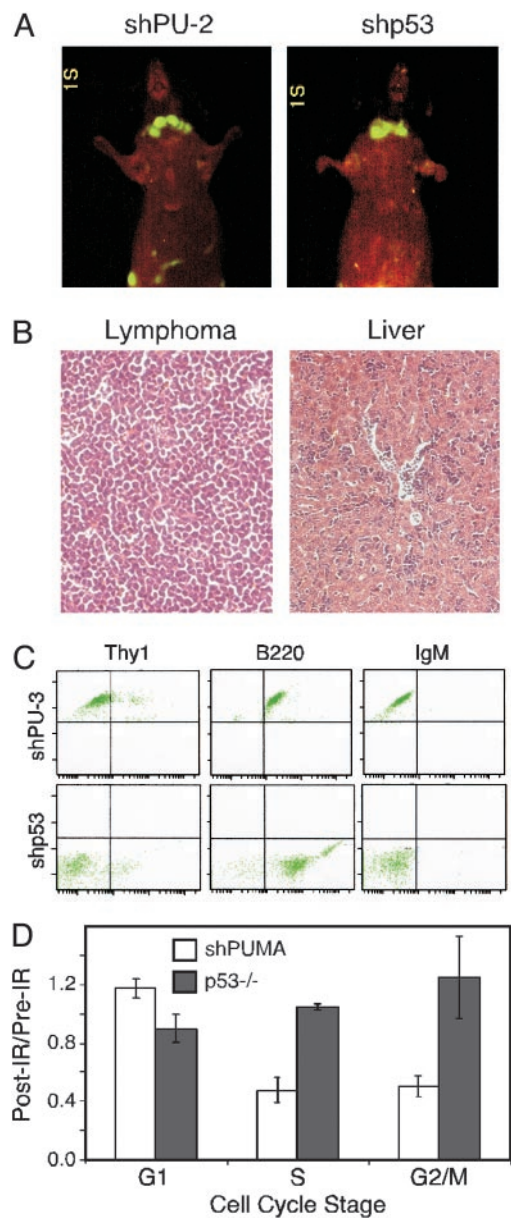 A
shPU-2
shp53
1S
1S
B
Lymphoma
Liver
C
Thy1
B220
IgM
shPU-3
shp53
D
shPUMA
p53-/-
Post-IR/Pre-IR
1.2
0.8
0.4
0.0
G1
S
G2/M
Cell Cycle Stage